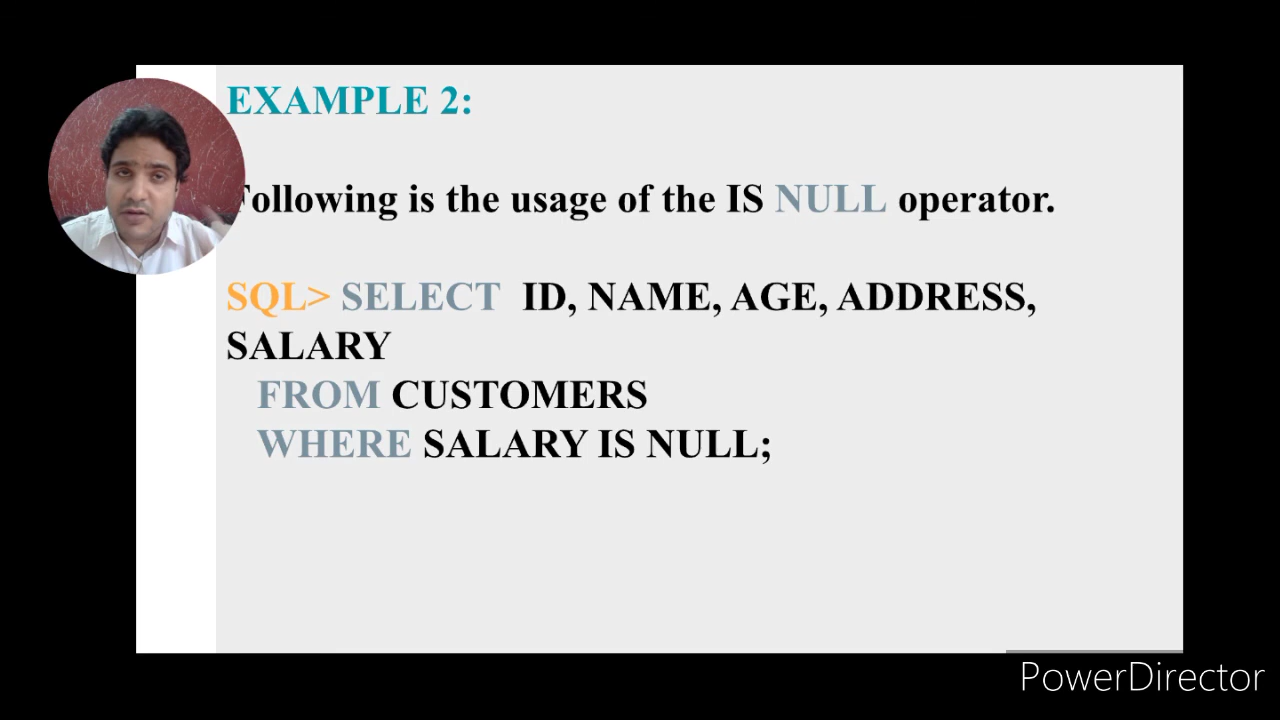 EXAMPLE 2:
Following is the usage of the IS NULL operator.
SQL> SELECT ID, NAME, AGE, ADDRESS,
SALARY
FROM CUSTOMERS
WHERE SALARY IS NULL;
PowerDirector